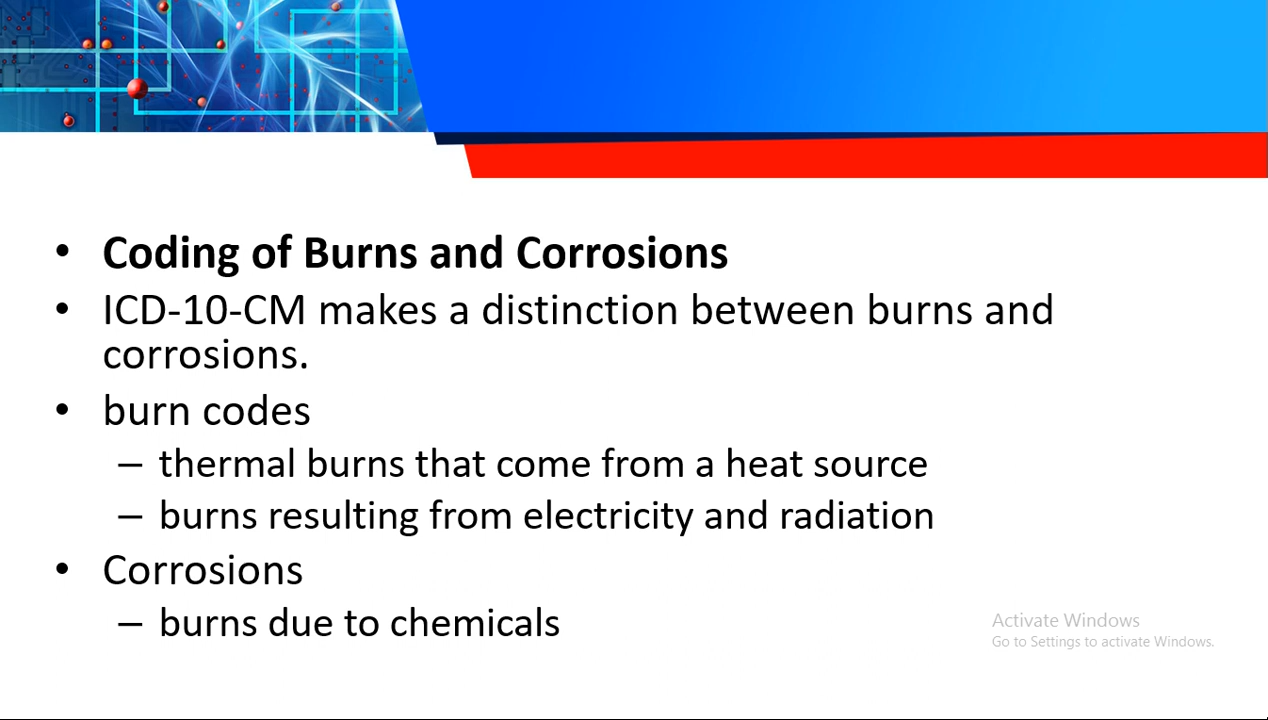 • Coding of Burns and Corrosions
• ICD-10-CM makes a distinction between burns and
corrosions.
• burn codes
– thermal burns that come from a heat source
– burns resulting from electricity and radiation
• Corrosions
– burns due to chemicals
Activate Windows
Go to Settings to activate Windows.